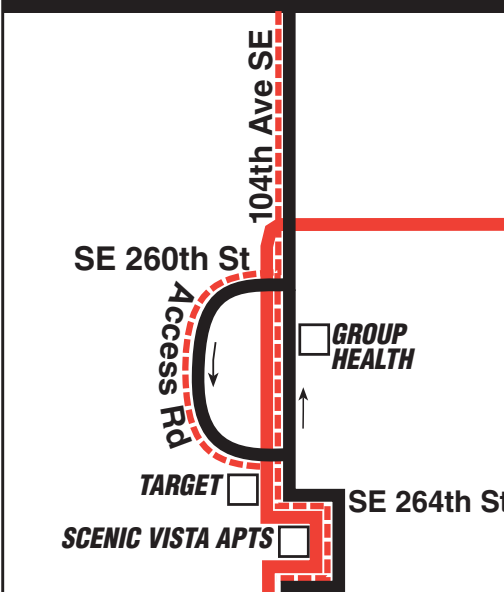 104th Ave SE
SE 260th St
Access Rd
GROUP
HEALTH
TARGET
SE 264th St
SCENIC VISTA APTS